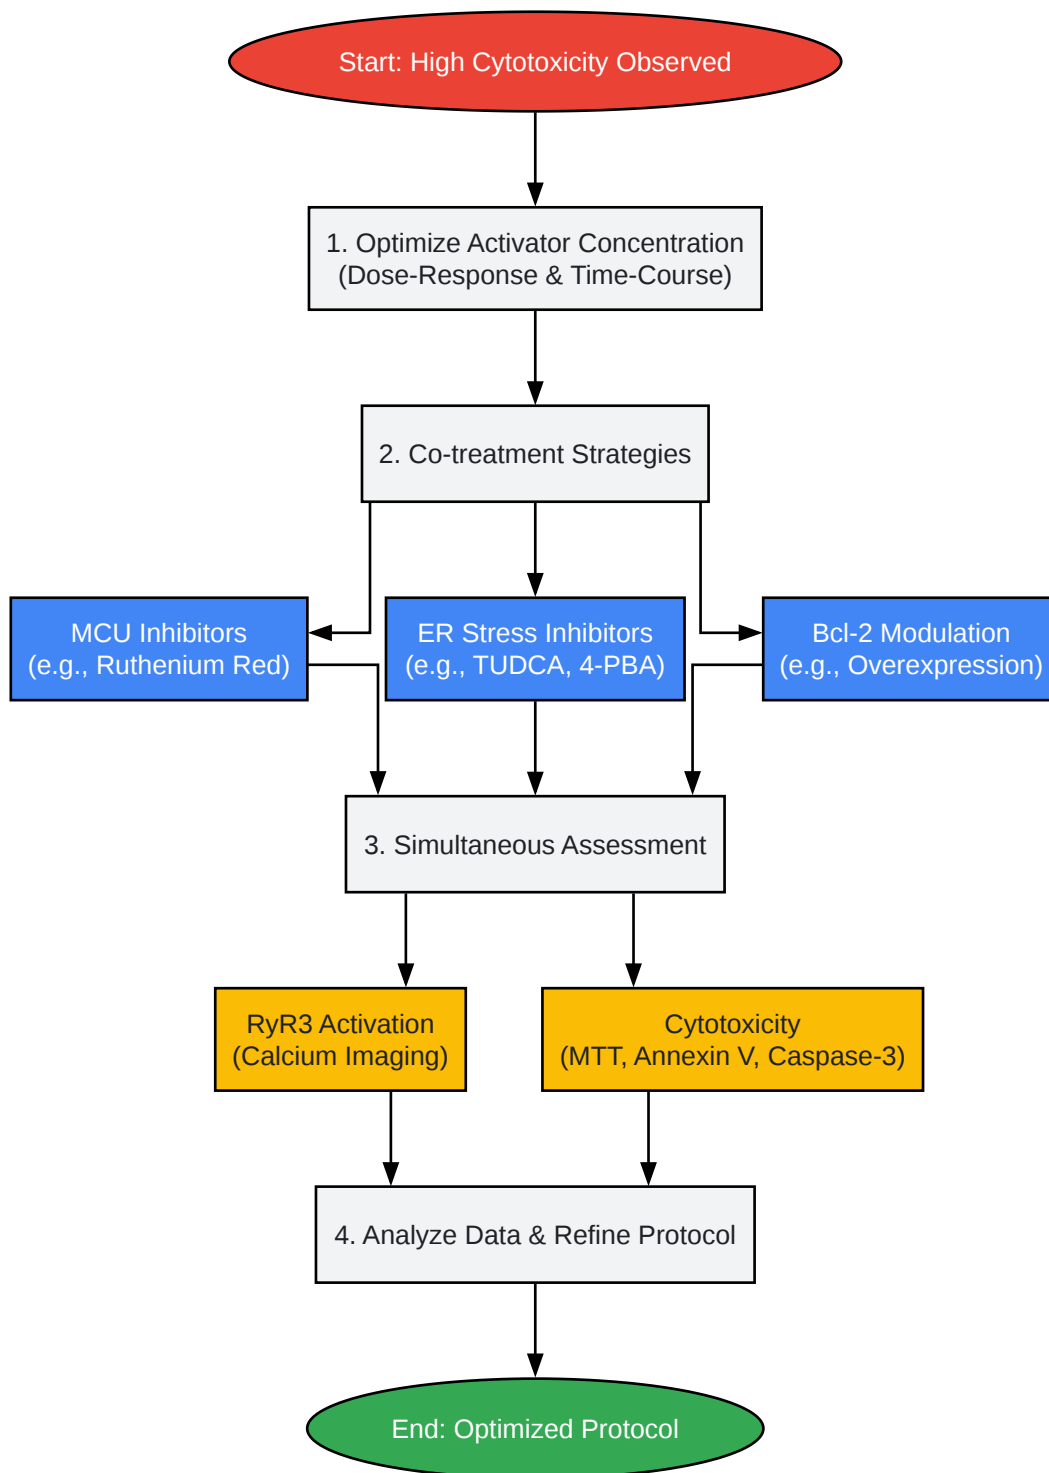 Start: High Cytotoxicity Observed
1. Optimize Activator Concentration
(Dose-Response & Time-Course)
2. Co-treatment Strategies
MCU Inhibitors
(e.g., Ruthenium Red)
ER Stress Inhibitors
(e.g., TUDCA, 4-PBA)
Bcl-2 Modulation
(e.g., Overexpression)
3. Simultaneous Assessment
RyR3 Activation
(Calcium Imaging)
Cytotoxicity
(MTT, Annexin V, Caspase-3)
4. Analyze Data & Refine Protocol
End: Optimized Protocol